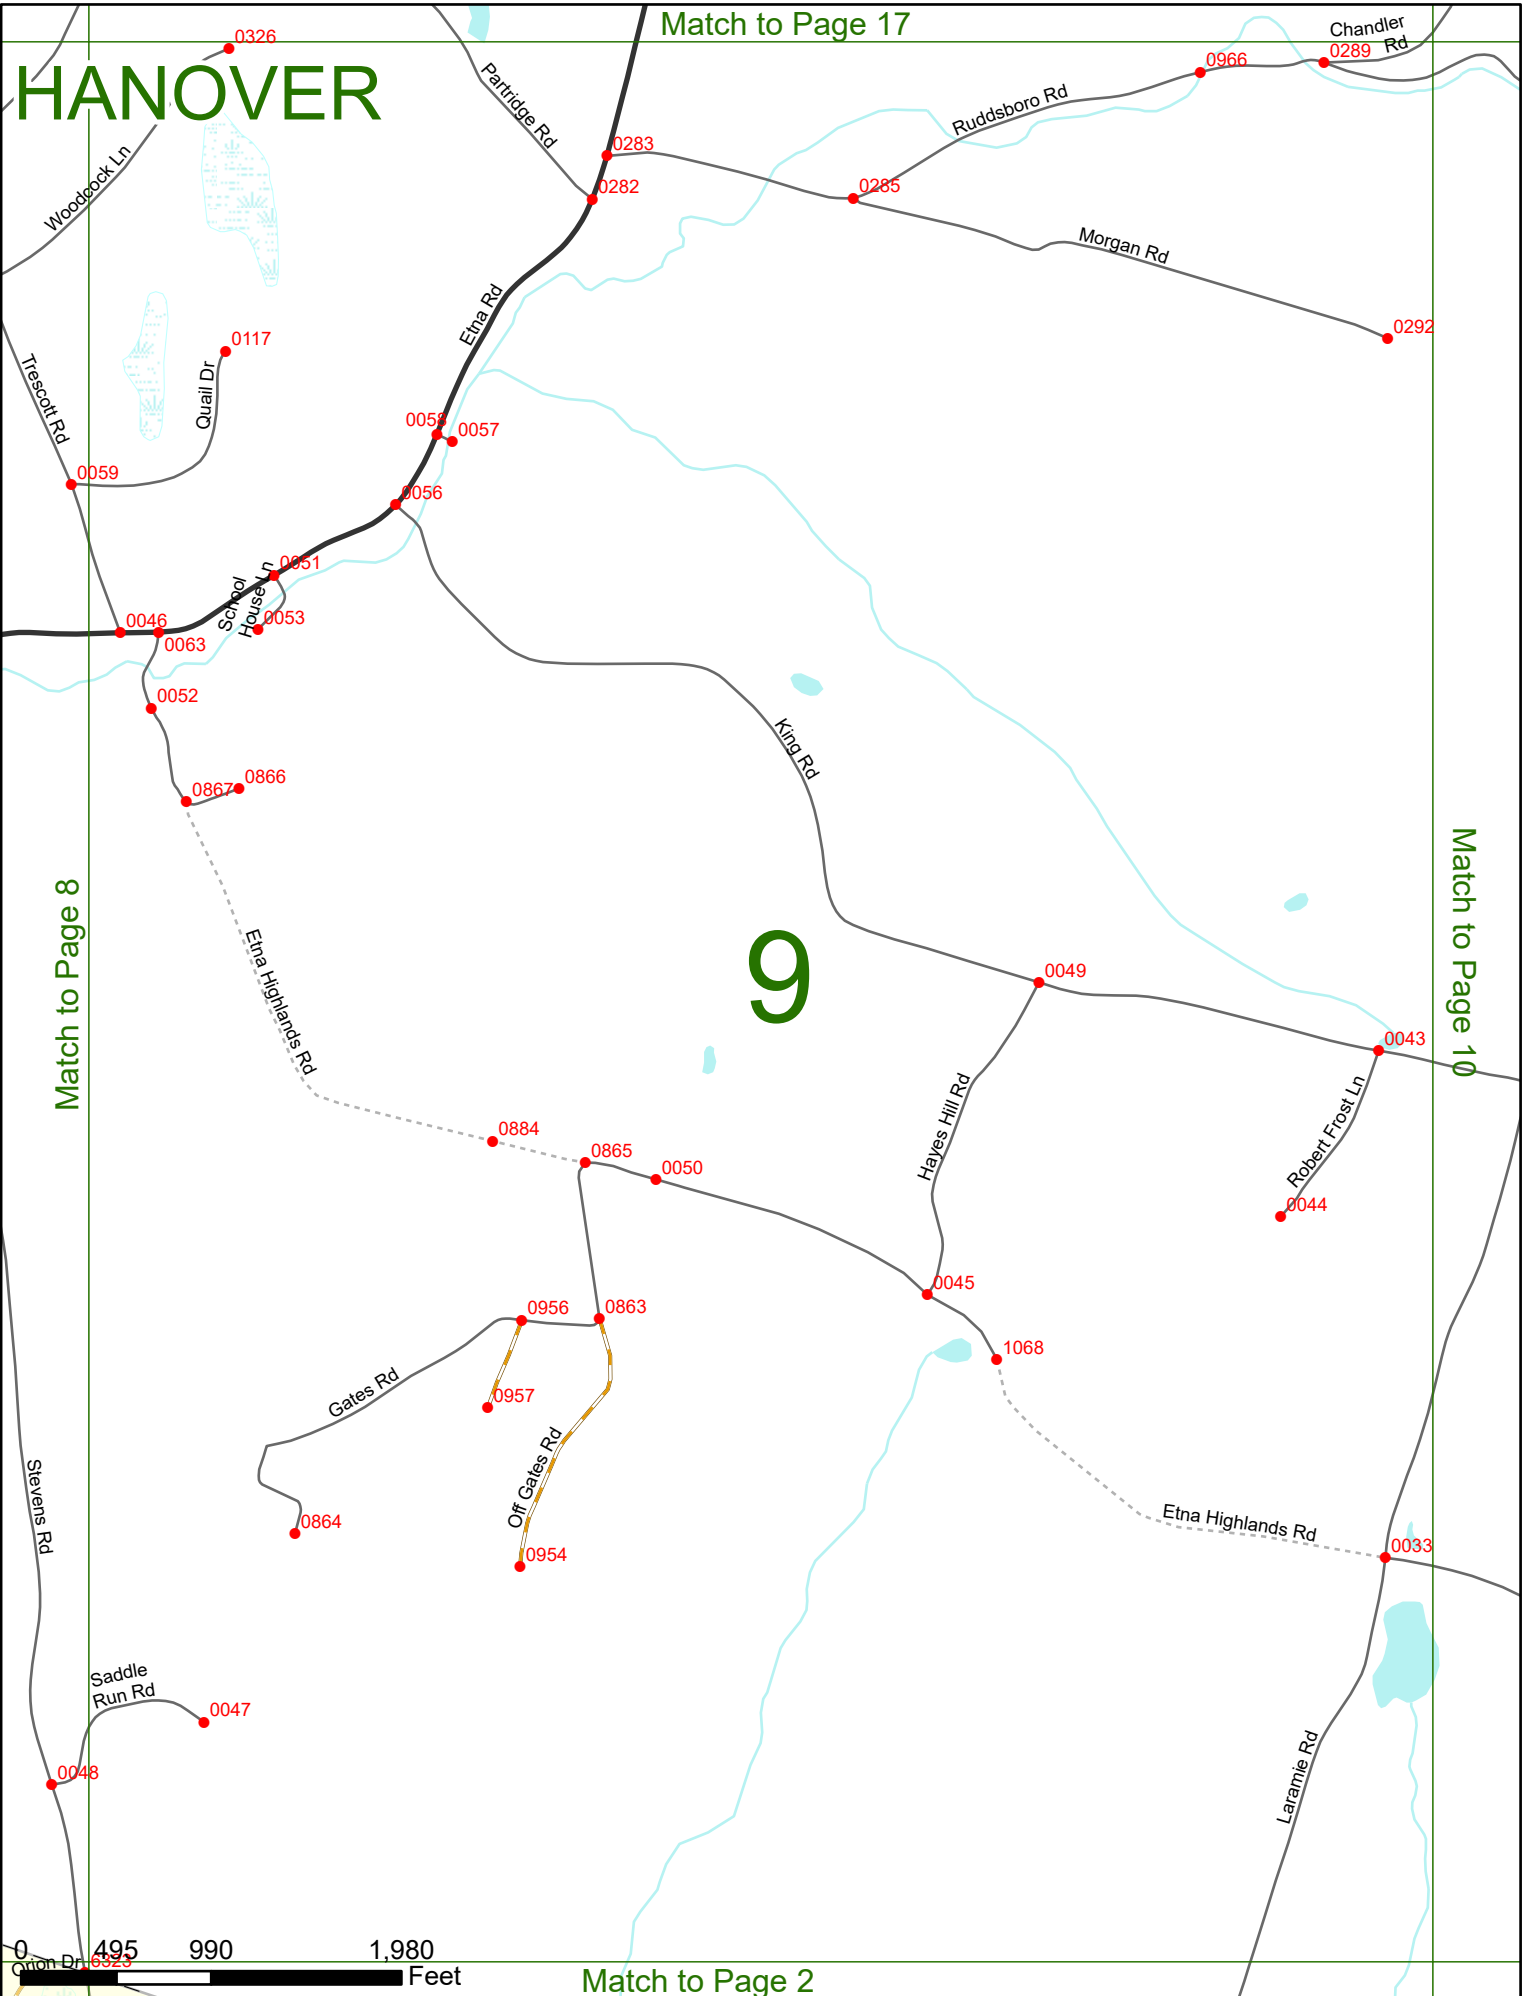 Match to Page 17
HANOVER
0326
Chandler
Rd
0289
0966
Partridge Rd
Ruddsboro Rd
0283
Woodcock Ln
0282
0285
Morgan Rd
Etna Rd
0292
0117
Trescott Rd
Quail Dr
0058
0057
0059
0056
0051
School
House Ln
0053
0046
0063
0052
King Rd
0866
0867
Match to Page 8
Match to Page 10
Etna Highlands Rd
9
0049
0043
Hayes Hill Rd
Robert Frost Ln
0884
0865
0050
0044
0045
0956
0863
1068
Gates Rd
0957
Off Gates Rd
Stevens Rd
0864
Etna Highlands Rd
0954
0033
Saddle
Run Rd
0047
Laramie Rd
0048
0 495 990 1,980
Feet
Orion Dr
6323
Match to Page 2